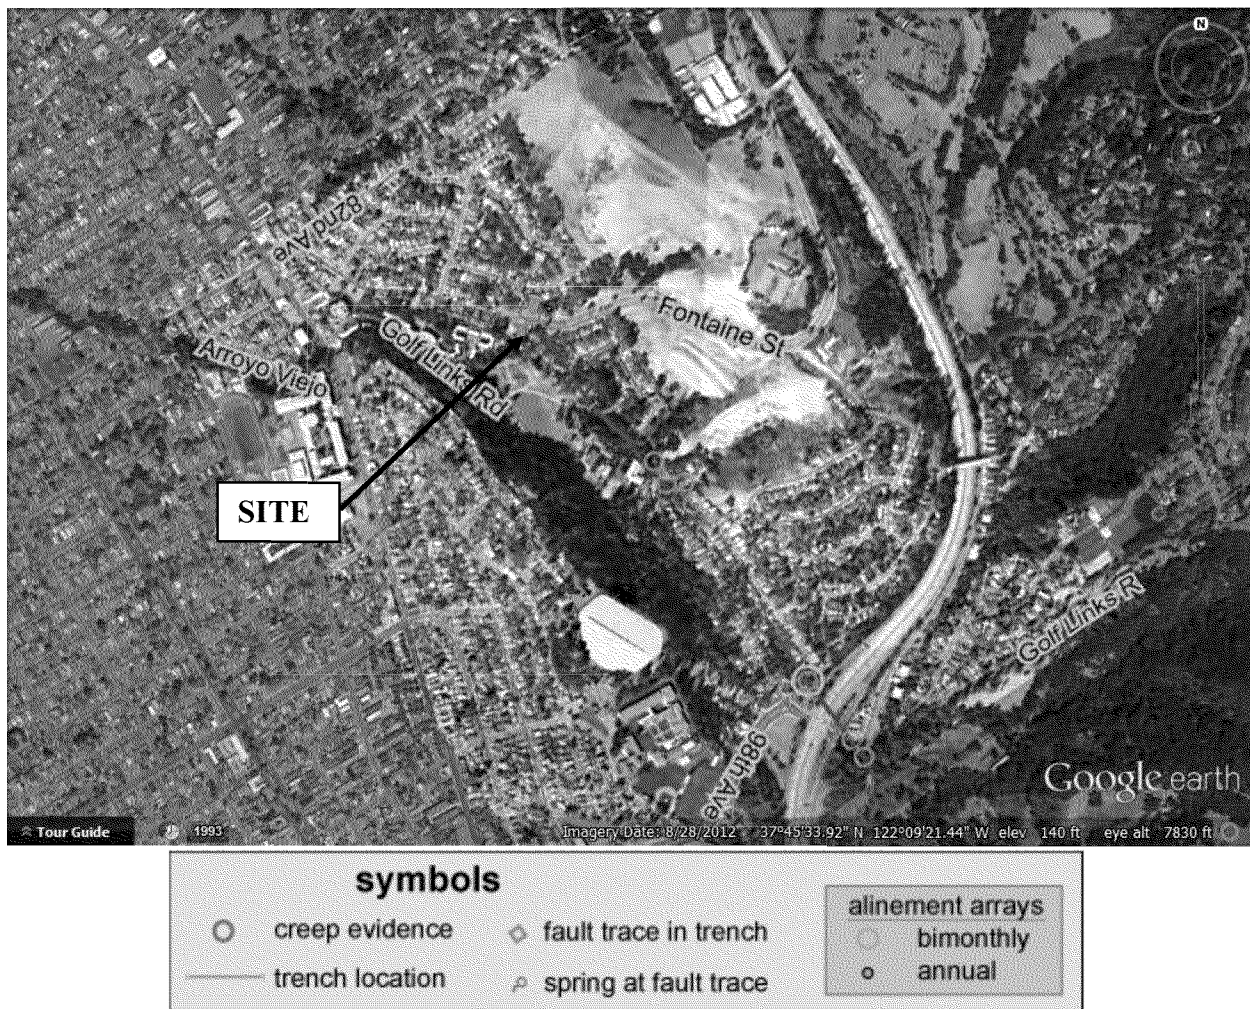 N
82nd Ave
Fontaine St
Golf Links Rd
Arroyo Viejo
SITE
Golf Links R
98th Ave
Google earth
Tour Guide
1993
Imagery Date: 8/28/2012 37°45'33.92" N 122°09'21.44" W elev 140 ft eye alt 7830 ft
symbols
creep evidence
trench location
fault trace in trench
spring at fault trace
alinement arrays
bimonthly
annual